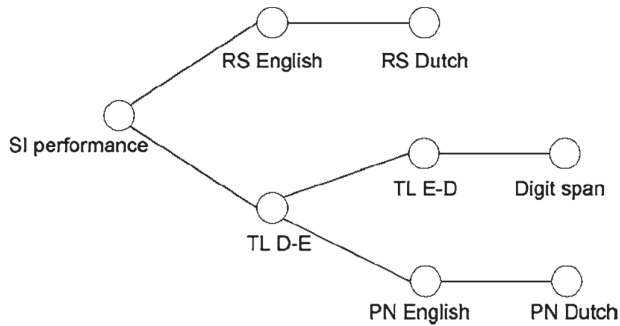 RS English
RS Dutch
SI performance
TL E-D
Digit span
TL D-E
PN English
PN Dutch